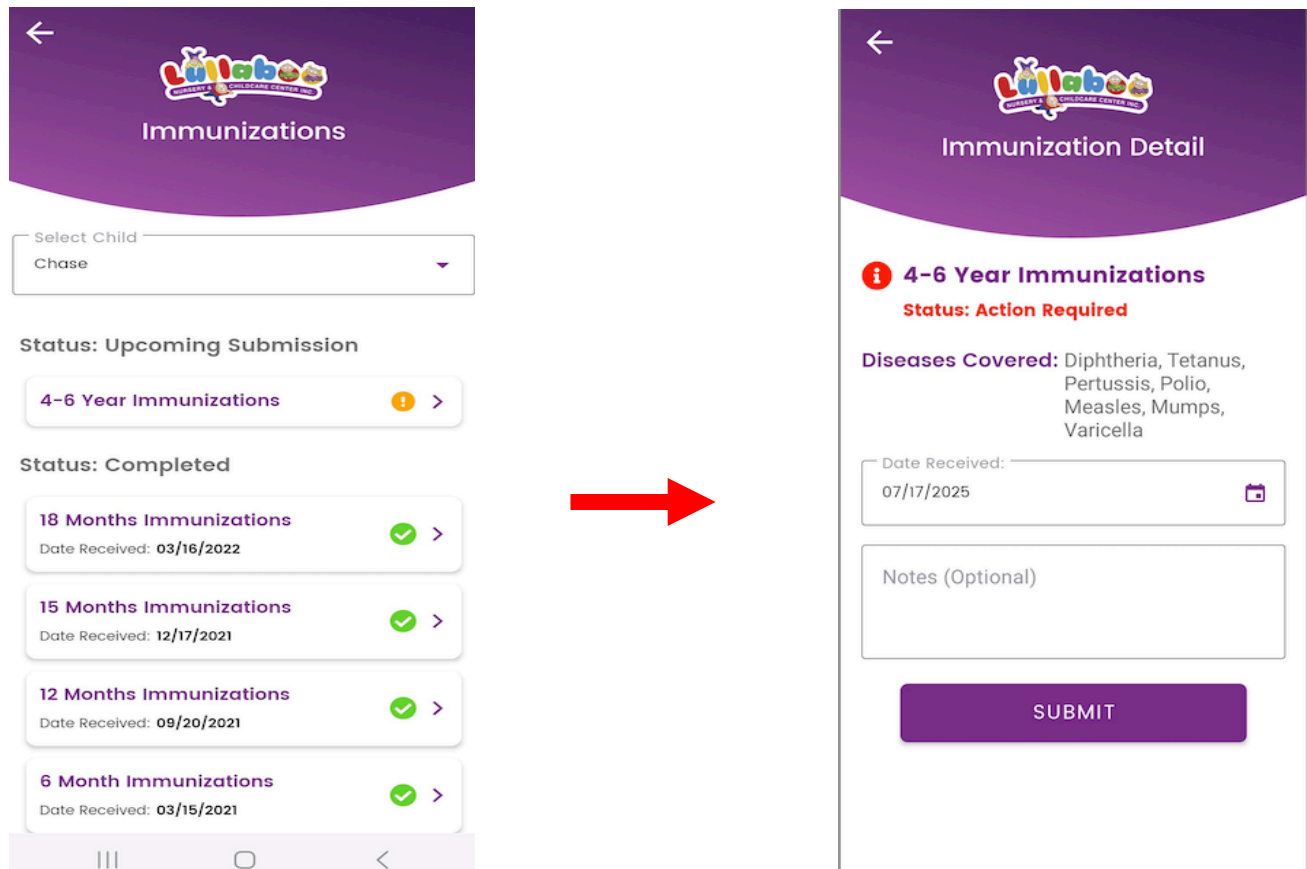 Lullaboo
NURSERY & CHILDCARE CENTER INC.
Immunizations
Select Child
Chase
Status: Upcoming Submission
4-6 Year Immunizations
Status: Completed
18 Months Immunizations
Date Received: 03/16/2022
15 Months Immunizations
Date Received: 12/17/2021
12 Months Immunizations
Date Received: 09/20/2021
6 Month Immunizations
Date Received: 03/15/2021
Lullaboo
NURSERY & CHILDCARE CENTER INC.
Immunization Detail
4-6 Year Immunizations
Status: Action Required
Diseases Covered: Diphtheria, Tetanus,
Pertussis, Polio,
Measles, Mumps,
Varicella
Date Received:
07/17/2025
Notes (Optional)
SUBMIT